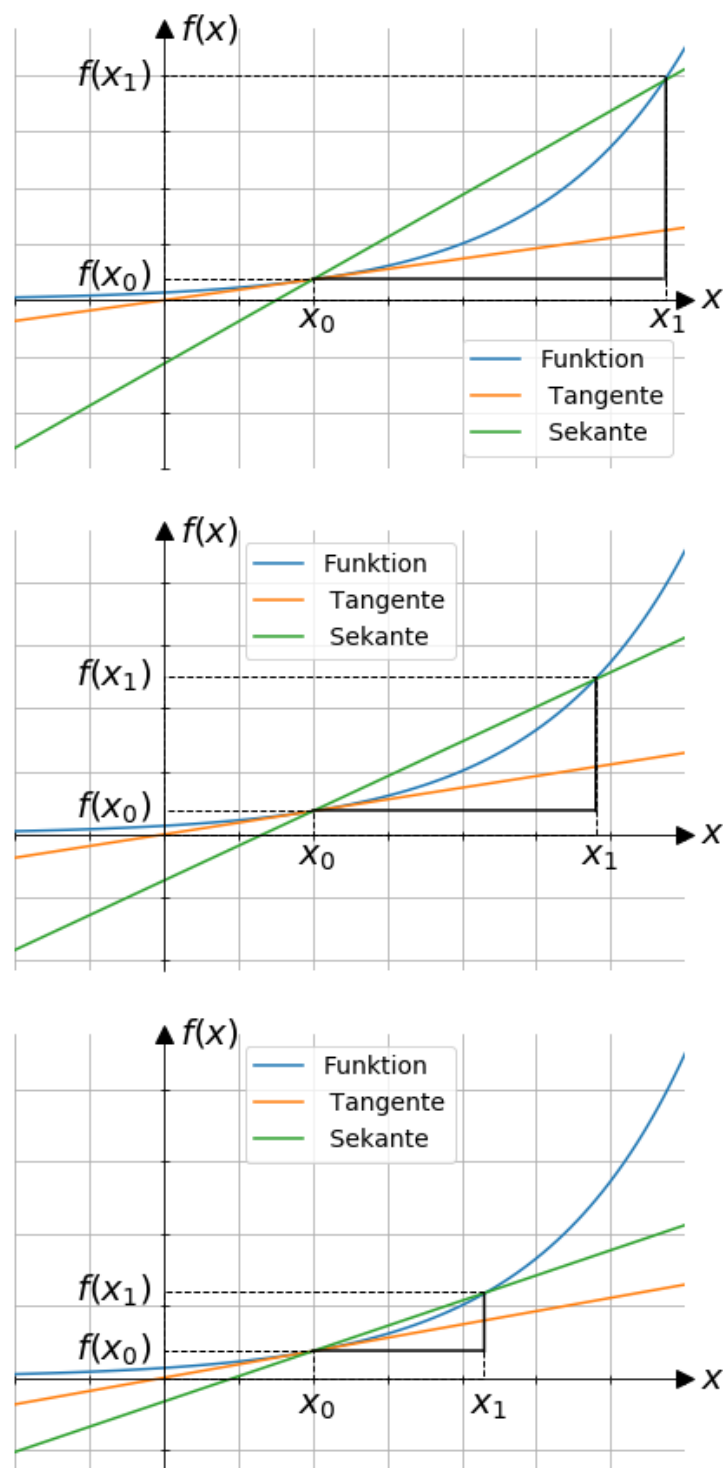 f(x)
f(x₁)
f(x₀)
x₀
x₁
x
Funktion
Tangente
Sekante
f(x)
Funktion
Tangente
Sekante
f(x₁)
f(x₀)
x₀
x₁
x
f(x)
Funktion
Tangente
Sekante
f(x₁)
f(x₀)
x
x₀
x₁